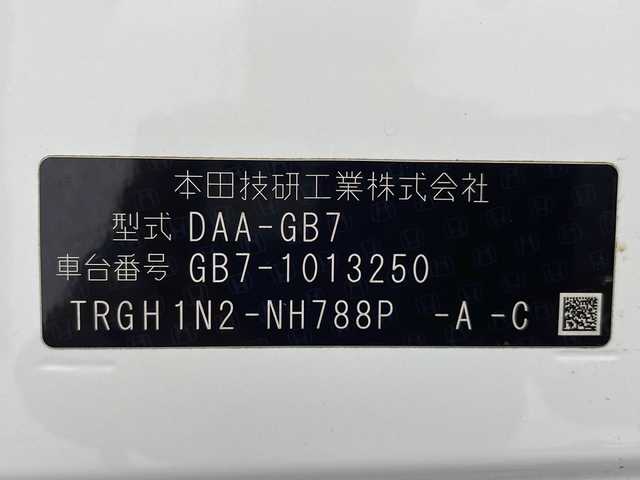 本田技研工業株式会社
型式 DAA-GB7
車台番号 GB7-1013250
TRGH1N2-NH788P -A -C